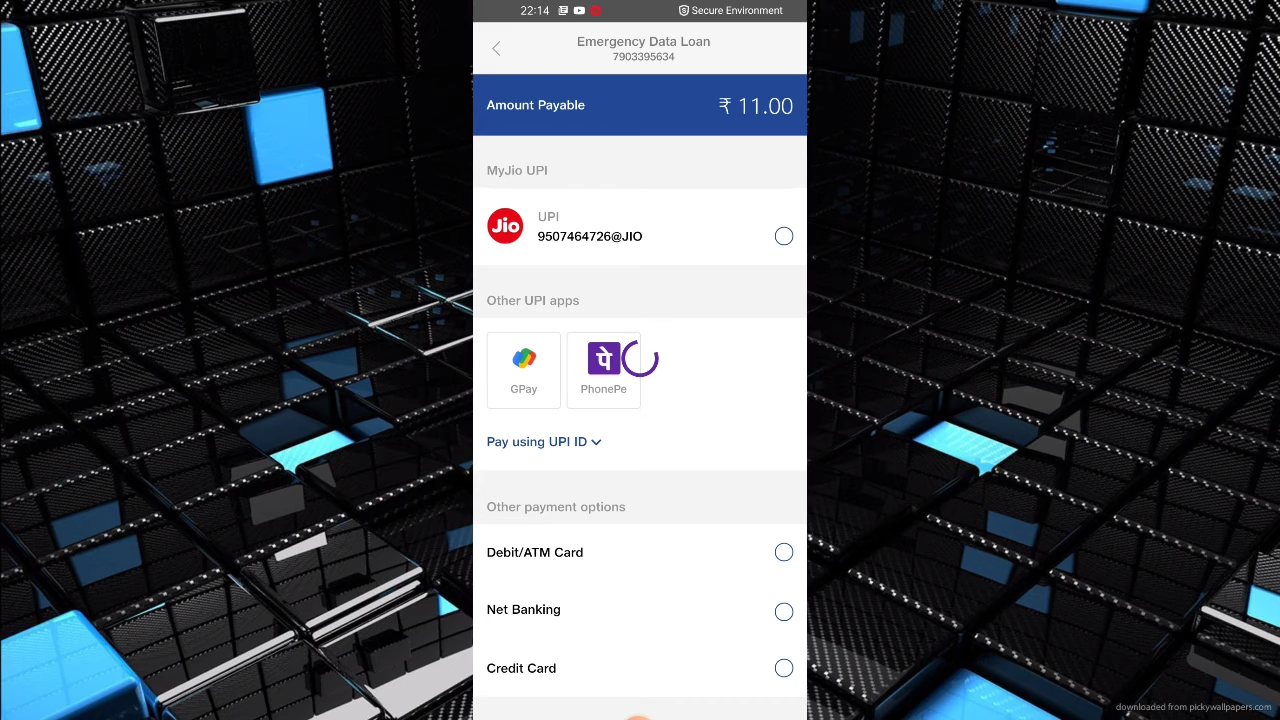 22:14
Secure Environment
Emergency Data Loan
7903395634
Amount Payable
₹ 11.00
MyJio UPI
Jio
UPI
9507464726@JIO
Other UPI apps
पे
GPay
PhonePe
Pay using UPI ID
Other payment options
Debit/ATM Card
Net Banking
Credit Card
downloaded from pickywallpapers.com